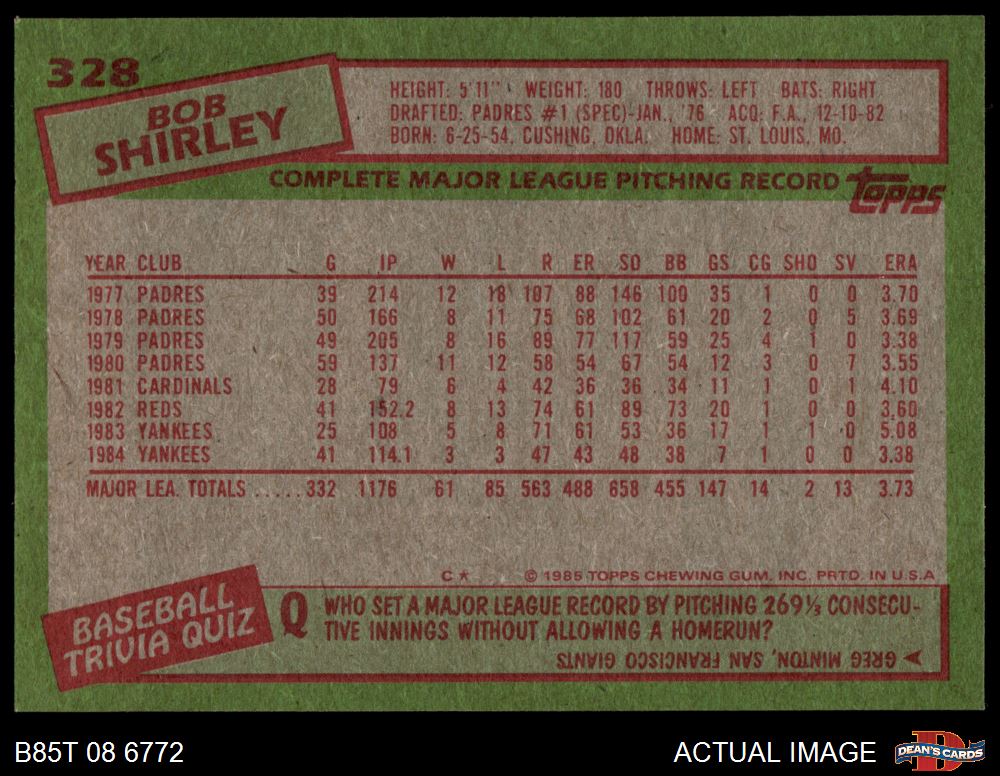 328
BOB
SHIRLEY
HEIGHT: 5'11" WEIGHT: 180 THROWS: LEFT BATS: RIGHT
DRAFTED: PADRES #1 (SPEC)-JAN., '76 ACQ: F.A., 12-10-82
BORN: 6-25-54, CUSHING, OKLA. HOME: ST. LOUIS, MO.
COMPLETE MAJOR LEAGUE PITCHING RECORD
topps
YEAR CLUB G IP W L R ER SO BB GS CG SHO SV ERA
1977 PADRES 39 214 12 18 107 88 146 100 35 1 0 0 3.70
1978 PADRES 50 166 8 11 75 68 102 61 20 2 0 5 3.69
1979 PADRES 49 205 8 16 89 77 117 59 25 4 1 0 3.38
1980 PADRES 59 137 11 12 58 54 67 54 12 3 0 7 3.55
1981 CARDINALS 28 79 6 4 42 36 36 34 11 1 0 1 4.10
1982 REDS 41 152.2 8 13 74 61 89 73 20 1 0 0 3.60
1983 YANKEES 25 108 5 8 71 61 53 36 17 1 1 0 5.08
1984 YANKEES 41 114.1 3 3 47 43 48 38 7 1 0 0 3.38
MAJOR LEA. TOTALS .....332 1176 61 85 563 488 658 455 147 14 2 13 3.73
C* © 1985 TOPPS CHEWING GUM, INC. PRTD. IN U.S.A.
BASEBALL
TRIVIA QUIZ
Q WHO SET A MAJOR LEAGUE RECORD BY PITCHING 269⅓ CONSECU-
TIVE INNINGS WITHOUT ALLOWING A HOMERUN?
GREG MINTON, SAN FRANCISCO GIANTS
B85T 08 6772
ACTUAL IMAGE
D
DEAN'S CARDS